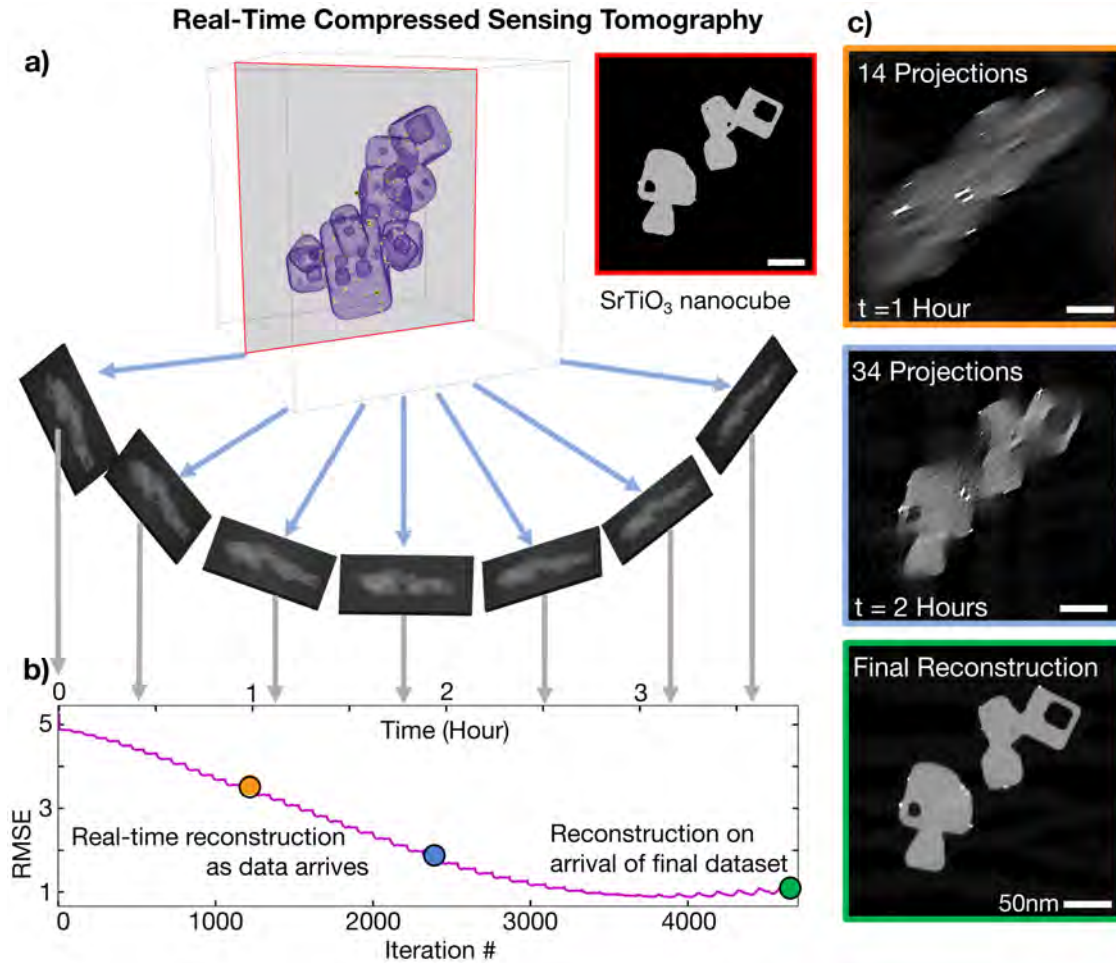 Real-Time Compressed Sensing Tomography
a)
SrTiO₃ nanocube
c)
14 Projections
t =1 Hour
34 Projections
t = 2 Hours
Final Reconstruction
50nm
b)
0 1 2 3
Time (Hour)
5
3
1
RMSE
Real-time reconstruction
as data arrives
Reconstruction on
arrival of final dataset
0 1000 2000 3000 4000
Iteration #